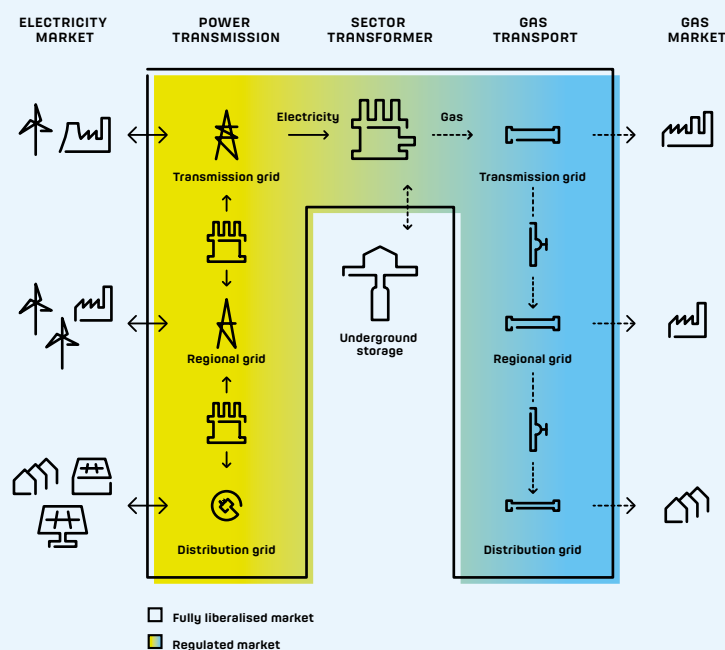 ELECTRICITY
MARKET
POWER
TRANSMISSION
SECTOR
TRANSFORMER
GAS
TRANSPORT
GAS
MARKET
Electricity
Gas
Transmission grid
Transmission grid
Underground
storage
Regional grid
Regional grid
Distribution grid
Distribution grid
Fully liberalised market
Regulated market